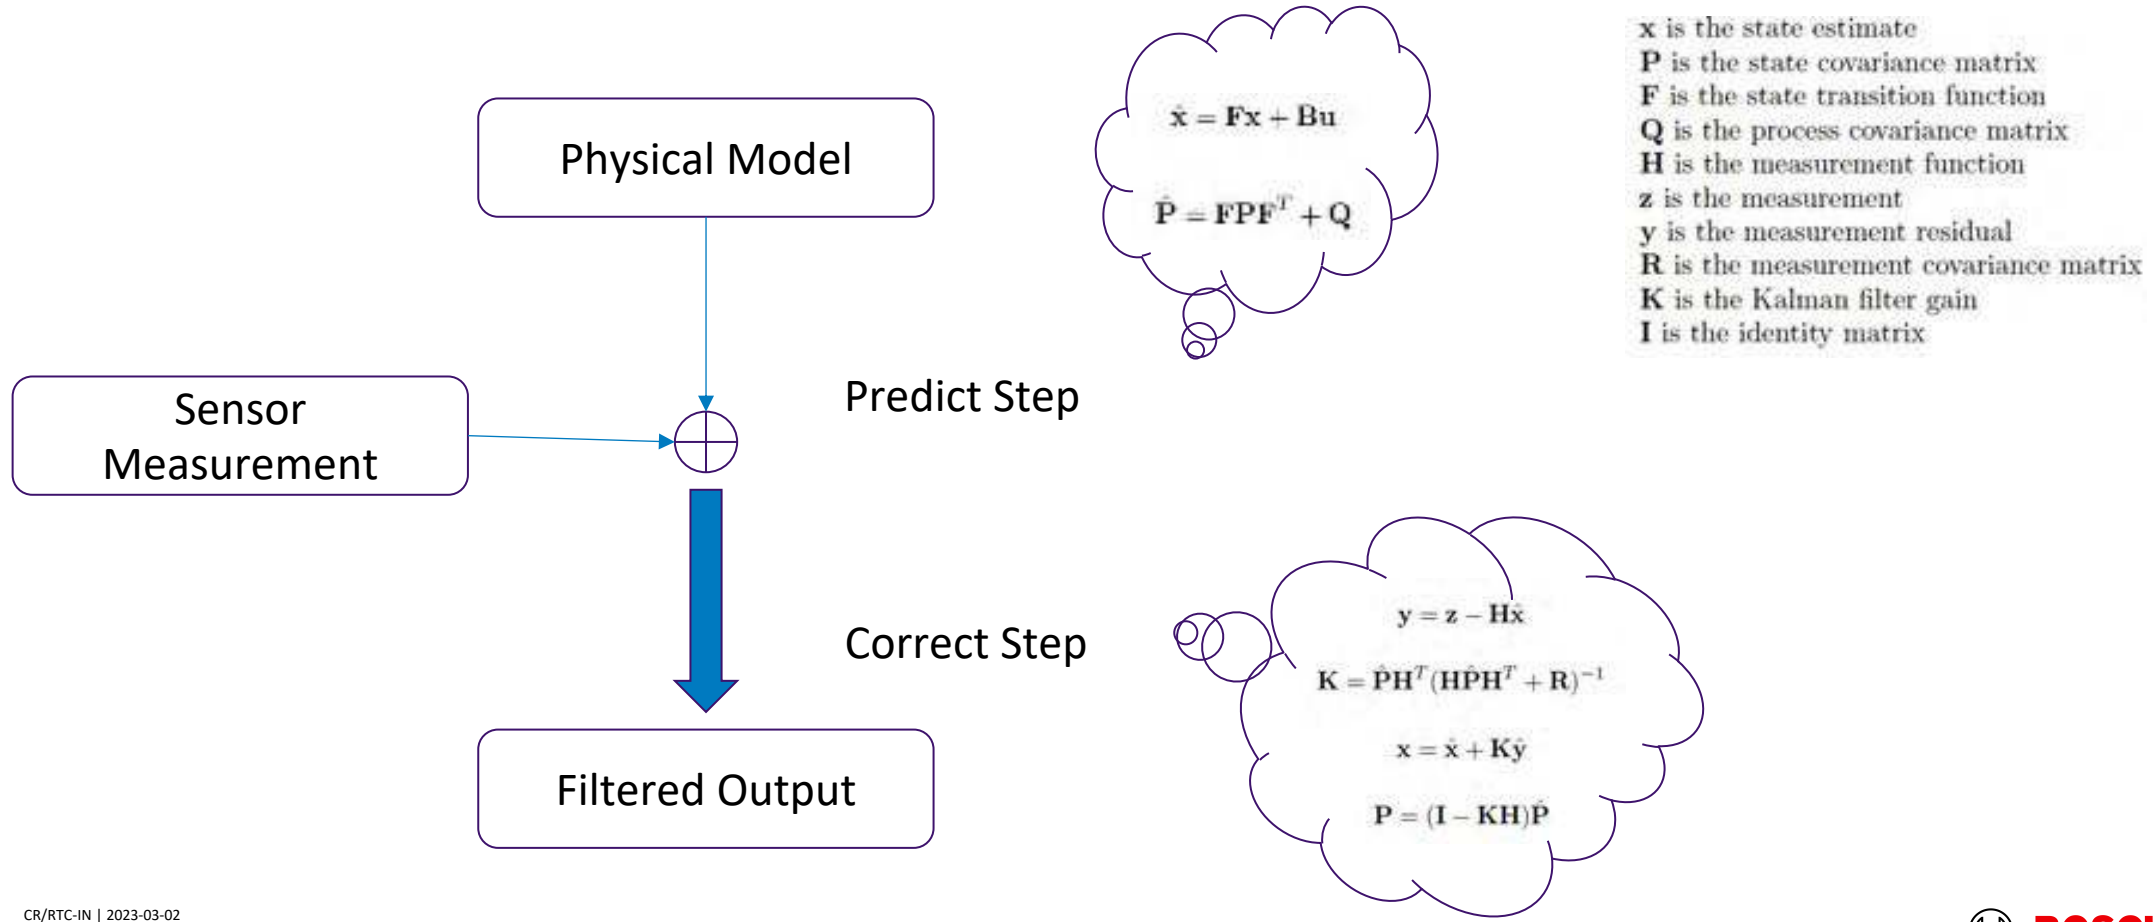 Physical Model
Sensor
Measurement
Predict Step
Correct Step
Filtered Output
x̂ = Fx + Bu
P̂ = FPFᵀ + Q
x is the state estimate
P is the state covariance matrix
F is the state transition function
Q is the process covariance matrix
H is the measurement function
z is the measurement
y is the measurement residual
R is the measurement covariance matrix
K is the Kalman filter gain
I is the identity matrix
y = z − Hx̂
K = P̂Hᵀ(HP̂Hᵀ + R)⁻¹
x = x̂ + Kŷ
P = (I − KH)P̂
CR/RTC-IN | 2023-03-02